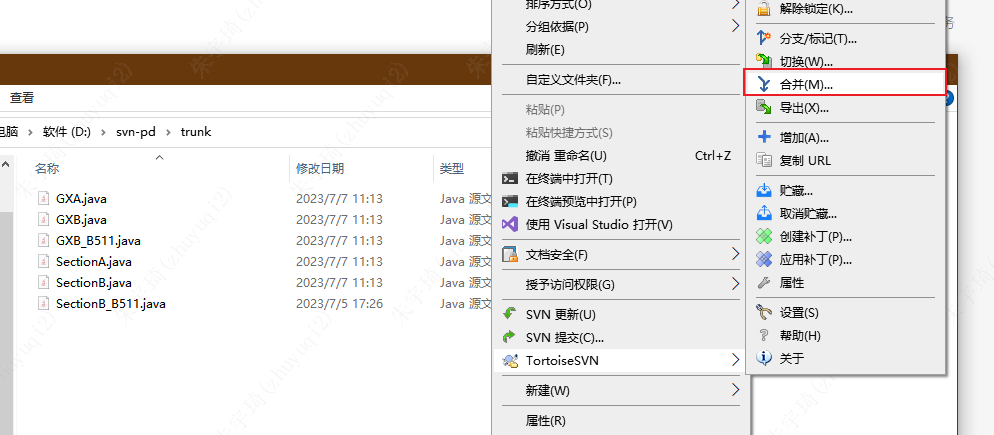 查看
电脑 > 软件 (D:) > svn-pd > trunk
名称 修改日期 类型
GXA.java 2023/7/7 11:13 Java 源文
GXB.java 2023/7/7 11:13 Java 源文
GXB_B511.java 2023/7/7 11:13 Java 源文
SectionA.java 2023/7/7 11:13 Java 源文
SectionB.java 2023/7/7 11:13 Java 源文
SectionB_B511.java 2023/7/5 17:26 Java 源文
排序方式(O)
分组依据(P)
刷新(E)
自定义文件夹(F)...
粘贴(P)
粘贴快捷方式(S)
撤消 重命名(U) Ctrl+Z
在终端中打开(T)
在终端预览中打开(P)
使用 Visual Studio 打开(V)
文档安全(F)
授予访问权限(G)
SVN 更新(U)
SVN 提交(C)...
TortoiseSVN
新建(W)
属性(R)
解除锁定(K)...
分支/标记(T)...
切换(W)...
合并(M)...
导出(X)...
增加(A)...
复制 URL
贮藏...
取消贮藏...
创建补丁(P)...
应用补丁(P)...
属性
设置(S)
帮助(H)
关于
务
朱宇琦(zhuyuqi2)
朱宇琦(zhuyuqi2)